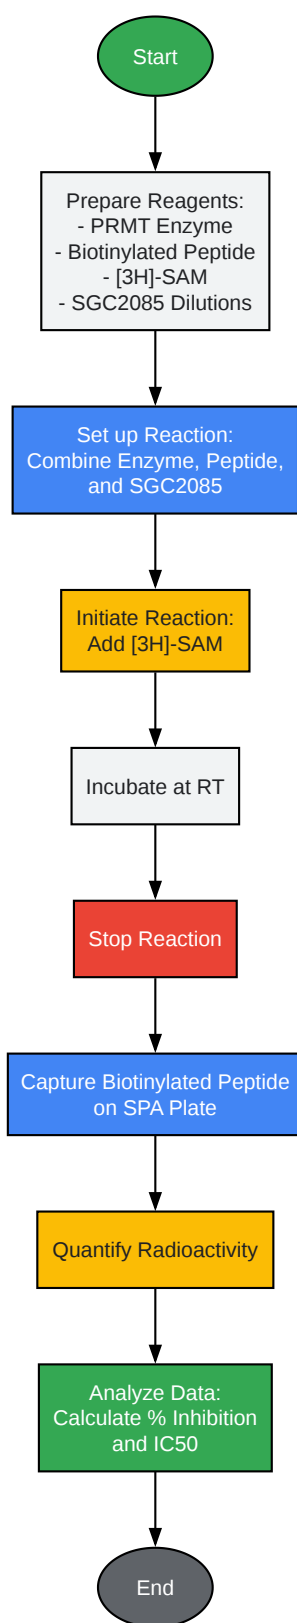 Start
Prepare Reagents:
- PRMT Enzyme
- Biotinylated Peptide
- [3H]-SAM
- SGC2085 Dilutions
Set up Reaction:
Combine Enzyme, Peptide,
and SGC2085
Initiate Reaction:
Add [3H]-SAM
Incubate at RT
Stop Reaction
Capture Biotinylated Peptide
on SPA Plate
Quantify Radioactivity
Analyze Data:
Calculate % Inhibition
and IC50
End